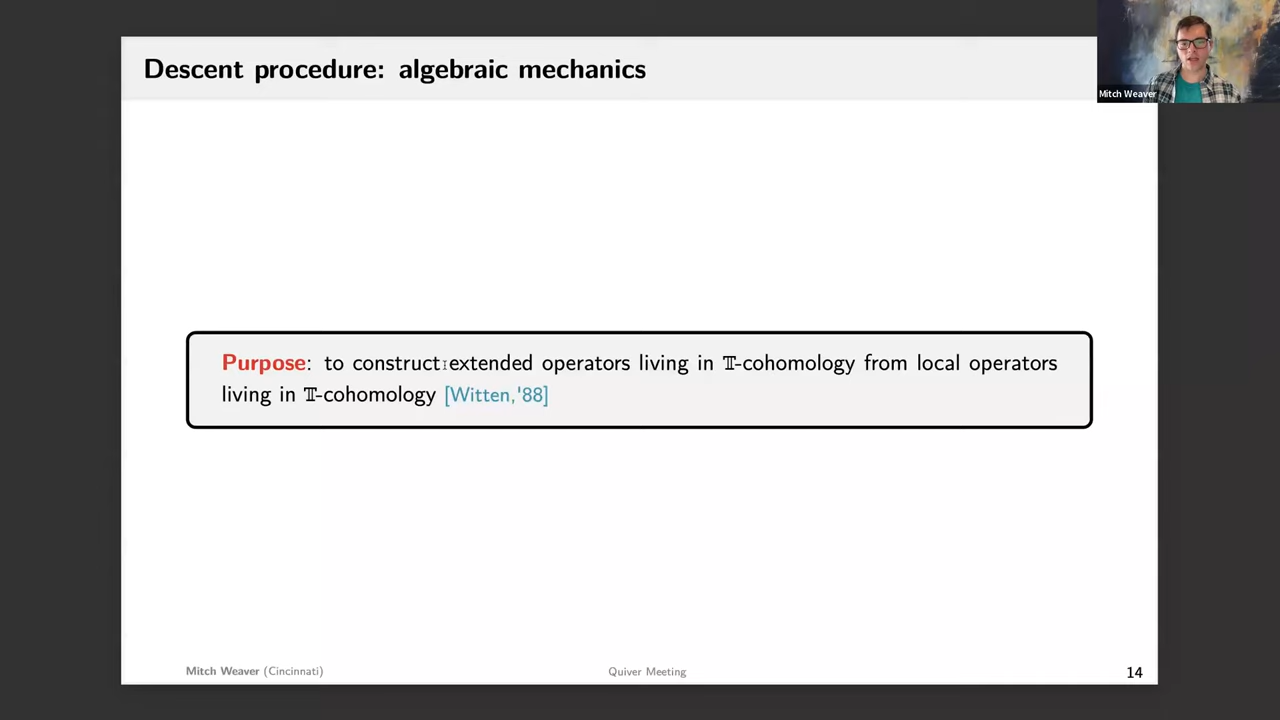 Descent procedure: algebraic mechanics
Mitch Weaver
Purpose: to construct extended operators living in 𝕋-cohomology from local operators
living in 𝕋-cohomology [Witten,'88]
Mitch Weaver (Cincinnati)
Quiver Meeting
14